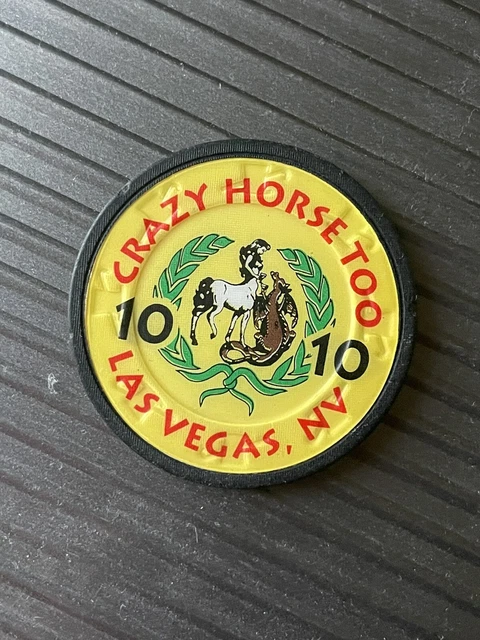 CRAZY HORSE TOO
10 10
LAS VEGAS, NV